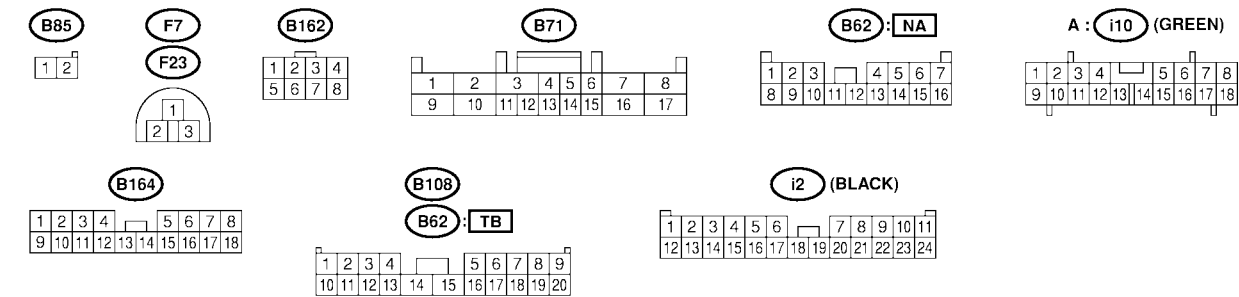 B85
1 2
F7
F23
1
2 3
B162
1 2 3 4
5 6 7 8
B71
1 2 3 4 5 6 7 8
9 10 11 12 13 14 15 16 17
B62 : NA
1 2 3 4 5 6 7
8 9 10 11 12 13 14 15 16
A : i10 (GREEN)
1 2 3 4 5 6 7 8
9 10 11 12 13 14 15 16 17 18
B164
1 2 3 4 5 6 7 8
9 10 11 12 13 14 15 16 17 18
B108
B62 : TB
1 2 3 4 5 6 7 8 9
10 11 12 13 14 15 16 17 18 19 20
i2 (BLACK)
1 2 3 4 5 6 7 8 9 10 11
12 13 14 15 16 17 18 19 20 21 22 23 24